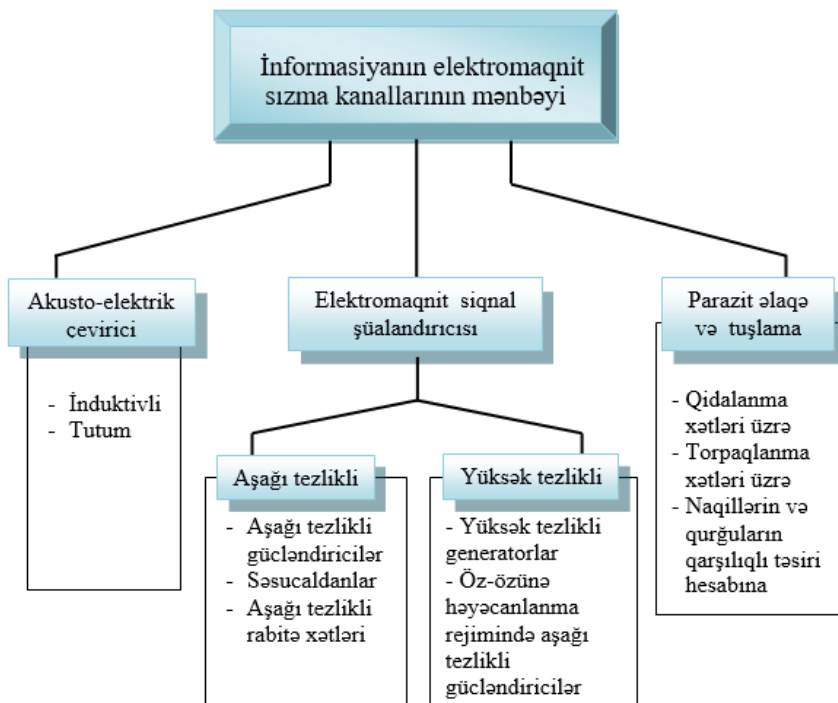 İnformasiyanın elektromaqnit
sızma kanallarının mənbəyi
Akusto-elektrik
çevirici
- İnduktivli
- Tutum
Elektromaqnit siqnal
şüalandırıcısı
Aşağı tezlikli
- Aşağı tezlikli
gücləndiricilər
- Səsucaldanlar
- Aşağı tezlikli
rabitə xətləri
Yüksək tezlikli
- Yüksək tezlikli
generatorlar
- Öz-özünə
həyəcanlanma
rejimində aşağı
tezlikli
gücləndiricilər
Parazit əlaqə
və tuşlama
- Qidalanma
xətləri üzrə
- Torpaqlanma
xətləri üzrə
- Naqillərin və
qurğuların
qarşılıqlı təsiri
hesabına